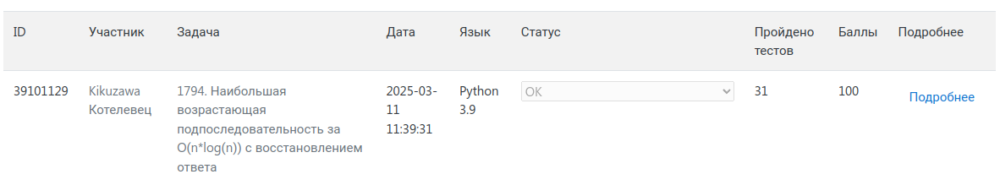 ID Участник Задача Дата Язык Статус Пройдено Баллы Подробнее
тестов
39101129 Kikuzawa 1794. Наибольшая 2025-03- Python OK 31 100 Подробнее
Котелевец возрастающая 11 3.9
подпоследовательность за 11:39:31
O(n*log(n)) с восстановлением
ответа